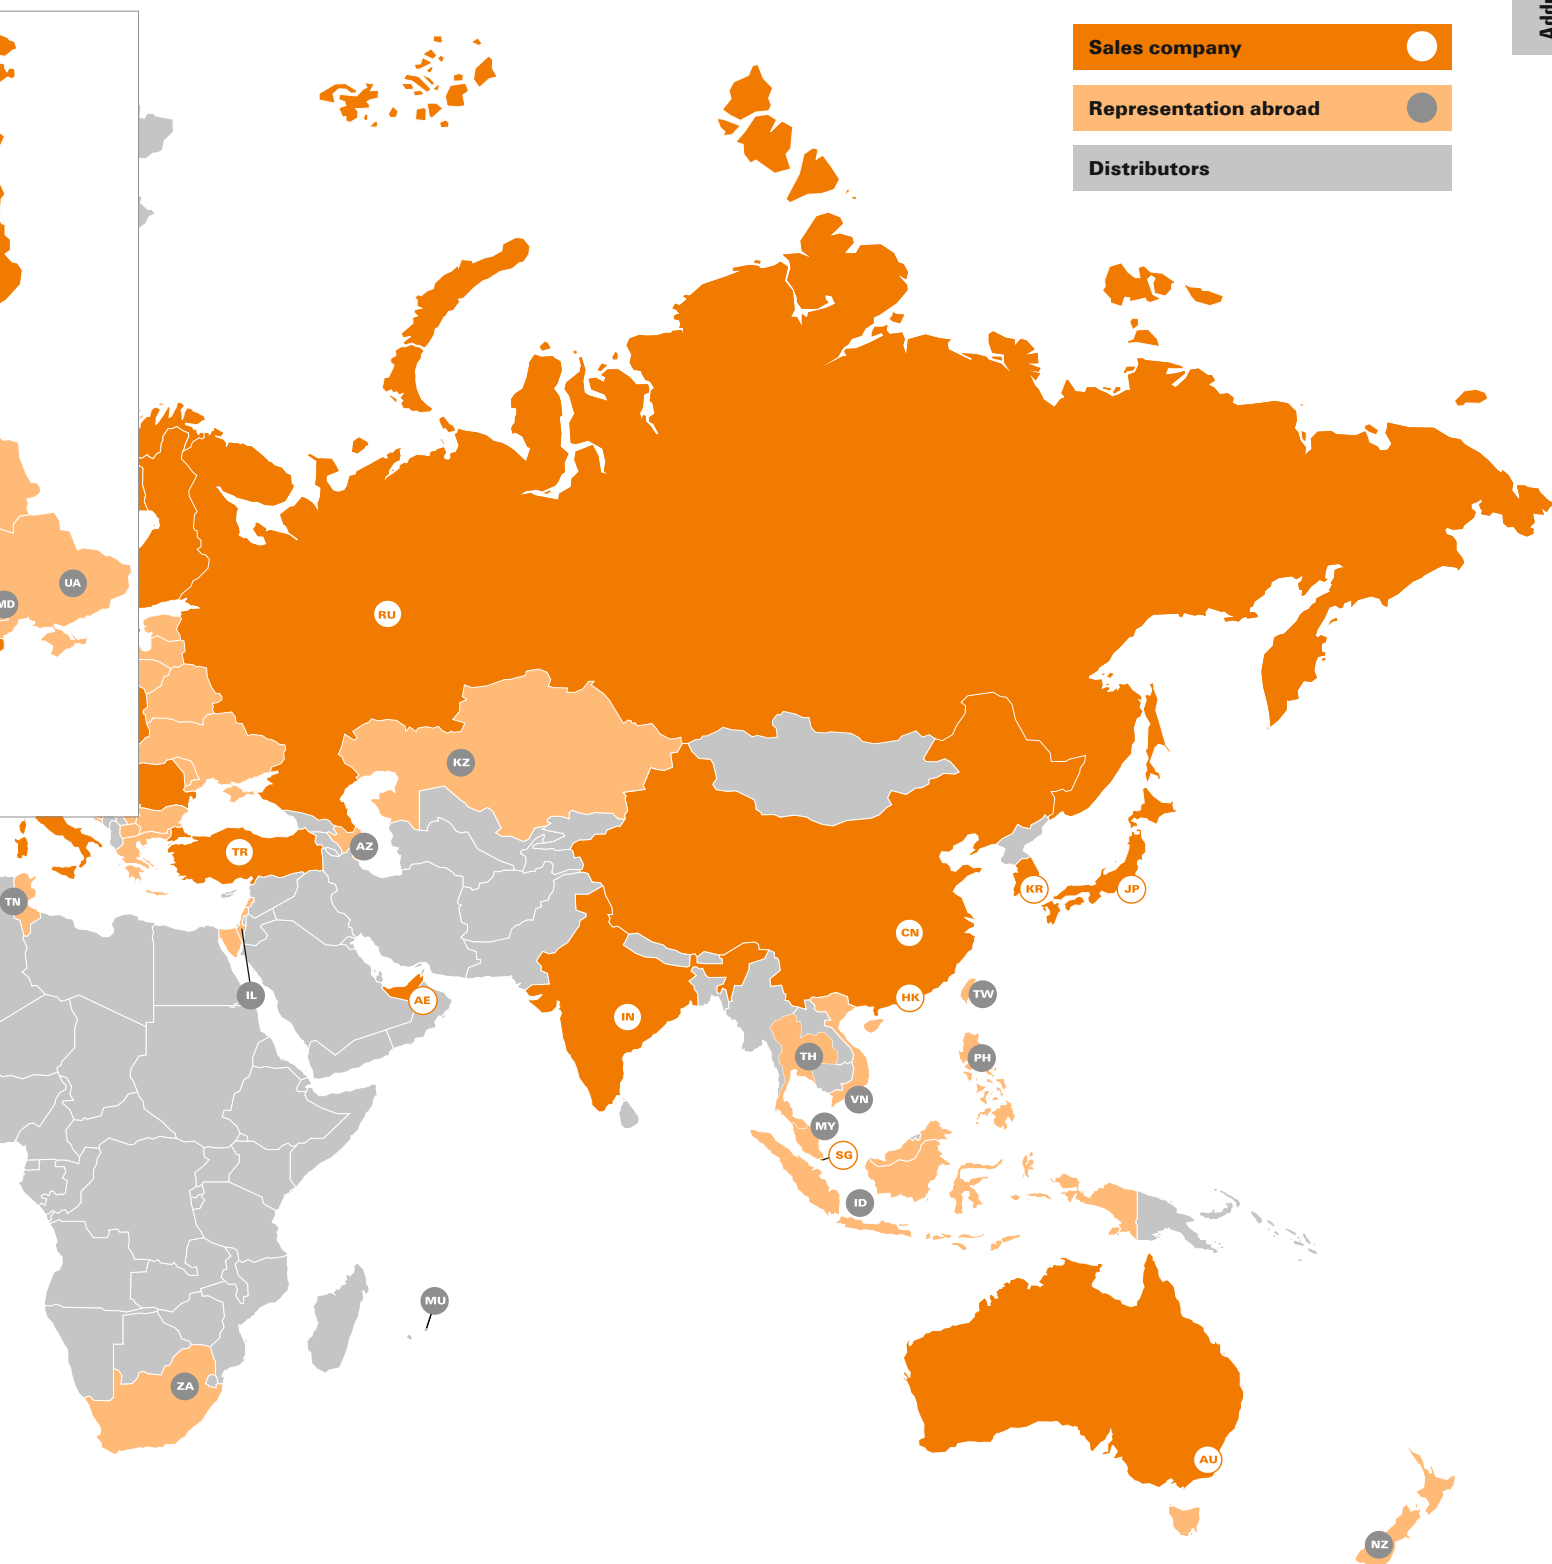 Sales company
Representation abroad
Distributors
UA
RU
KZ
AZ
TR
TN
KR
JP
CN
IL
AE
IN
HK
TW
TH
PH
VN
MY
SG
ID
MU
ZA
AU
NZ